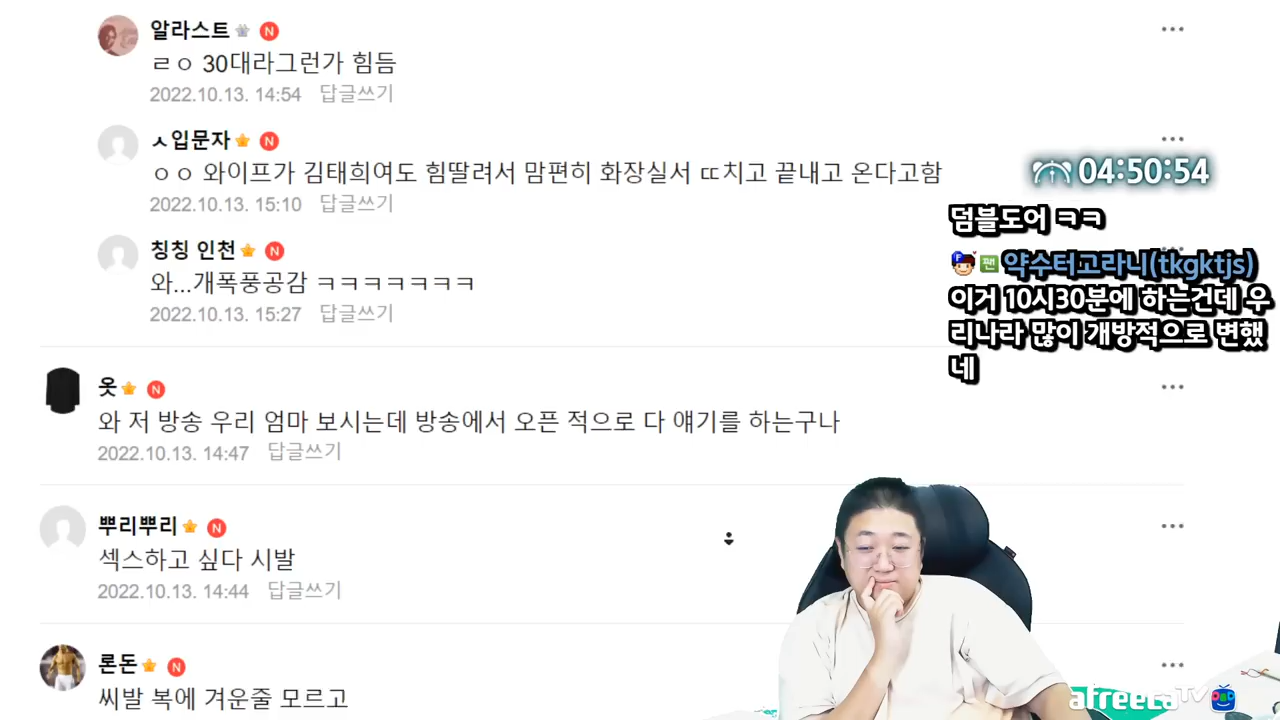 알라스트
ㄹㅇ 30대라그런가 힘듬
2022.10.13. 14:54 답글쓰기
ㅅ입문자
ㅇㅇ 와이프가 김태희여도 힘딸려서 맘편히 화장실서 ㄸ치고 끝내고 온다고함
2022.10.13. 15:10 답글쓰기
칭칭 인천
와...개폭풍공감 ㅋㅋㅋㅋㅋㅋㅋ
2022.10.13. 15:27 답글쓰기
옷
와 저 방송 우리 엄마 보시는데 방송에서 오픈 적으로 다 얘기를 하는구나
2022.10.13. 14:47 답글쓰기
뿌리뿌리
섹스하고 싶다 시발
2022.10.13. 14:44 답글쓰기
론돈
씨발 복에 겨운줄 모르고
04:50:54
덤블도어 ㅋㅋ
팬 약수터고라니(tkgktjs)
이거 10시30분에 하는건데 우
리나라 많이 개방적으로 변했
네
afreecaTV